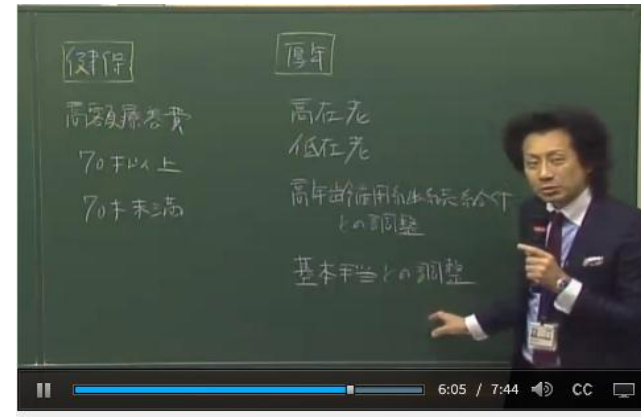 健保
高額療養費
70才以上
70才未満
厚年
高在老
低在老
高年齢雇用継続給付
との調整
基本手当との調整
6:05 / 7:44
CC